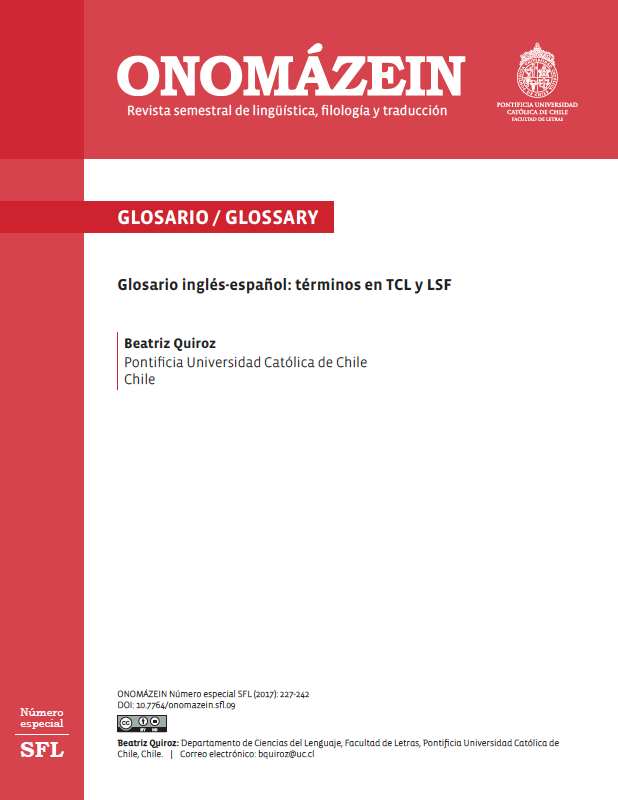 ONOMÁZEIN
Revista semestral de lingüística, filología y traducción
PONTIFICIA UNIVERSIDAD
CATÓLICA DE CHILE
FACULTAD DE LETRAS
GLOSARIO / GLOSSARY
Glosario inglés-español: términos en TCL y LSF
Beatriz Quiroz
Pontificia Universidad Católica de Chile
Chile
ONOMÁZEIN Número especial SFL (2017): 227-242
DOI: 10.7764/onomazein.sfl.09
cc
BY ND
Beatriz Quiroz: Departamento de Ciencias del Lenguaje, Facultad de Letras, Pontificia Universidad Católica de
Chile, Chile. | Correo electrónico: bquiroz@uc.cl
Número
especial
SFL